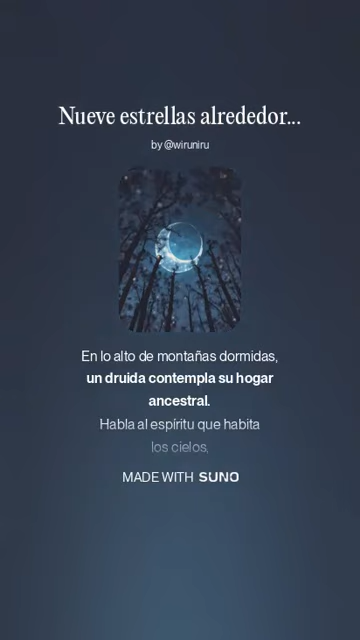 Nueve estrellas alrededor...
by @wiruniru
En lo alto de montañas dormidas,
un druida contempla su hogar
ancestral.
Habla al espíritu que habita
los cielos,
MADE WITH SUNO